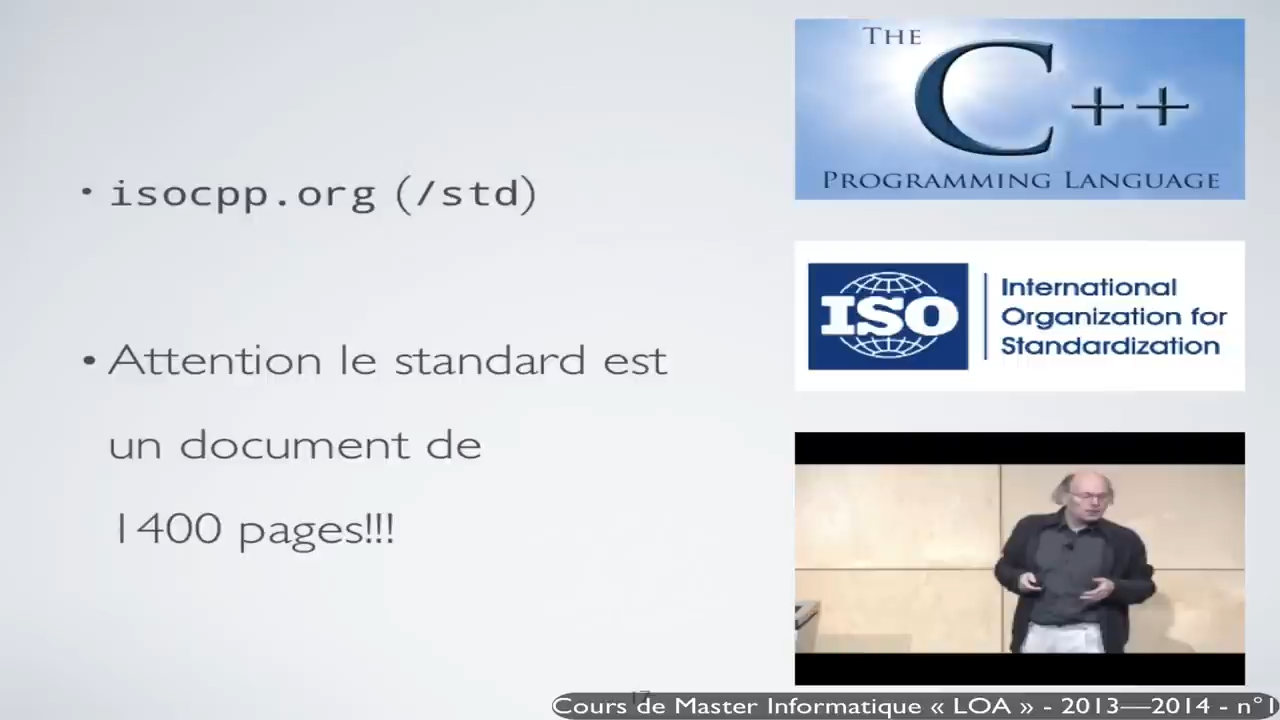 • isocpp.org (/std)
• Attention le standard est
un document de
1400 pages!!!
THE
C++
PROGRAMMING LANGUAGE
ISO
International
Organization for
Standardization
17
Cours de Master Informatique « LOA » - 2013—2014 - n°1